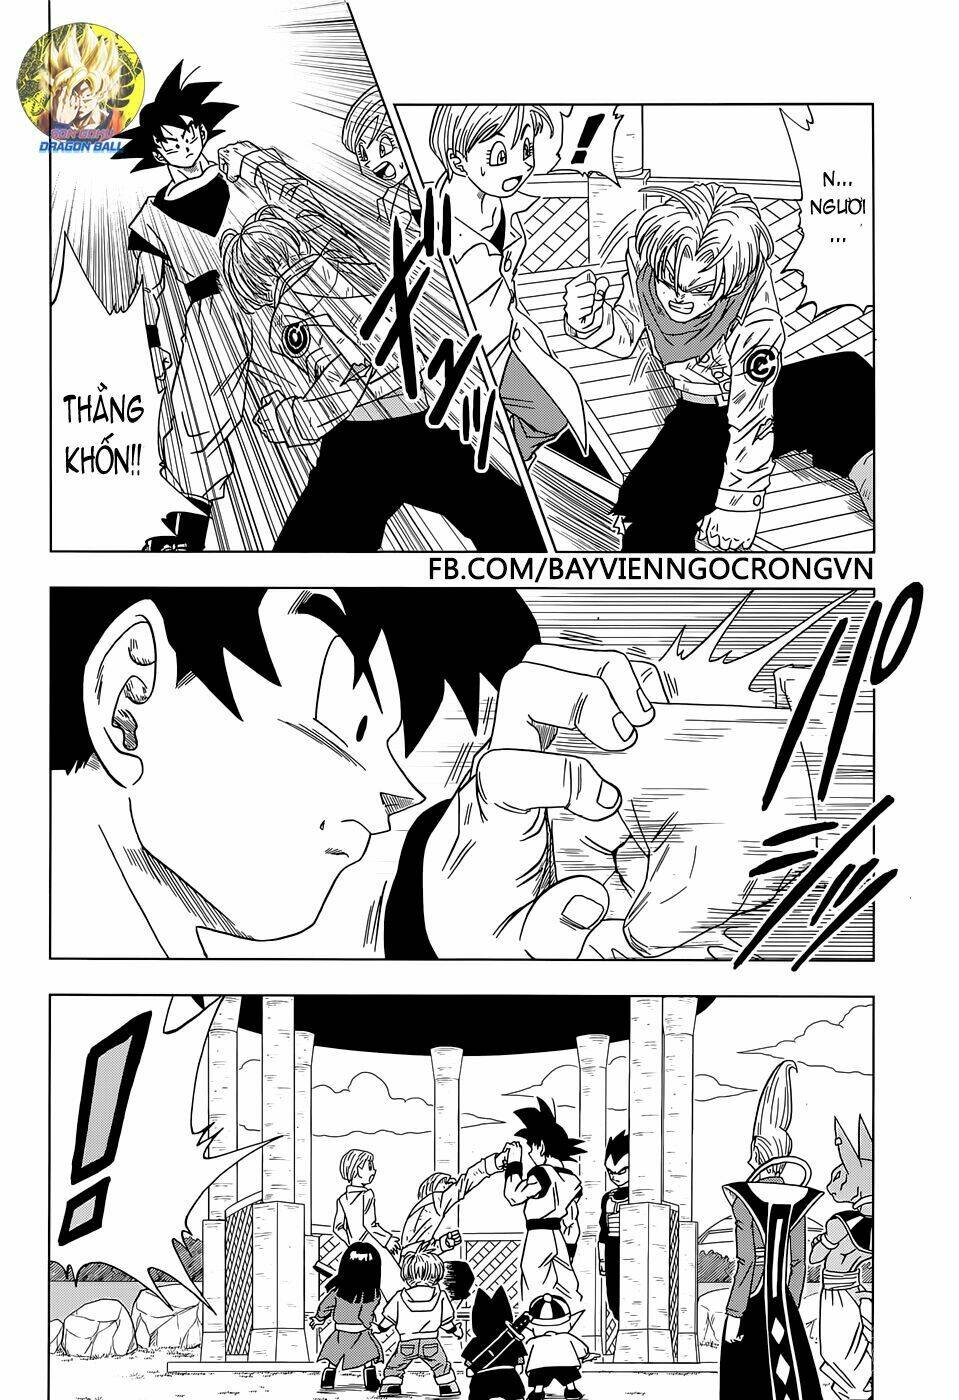 SON GOKU
DRAGON BALL
N...
NGƯƠI
...
!
THẰNG
KHỐN!!
FB.COM/BAYVIENNGOCRONGVN
!